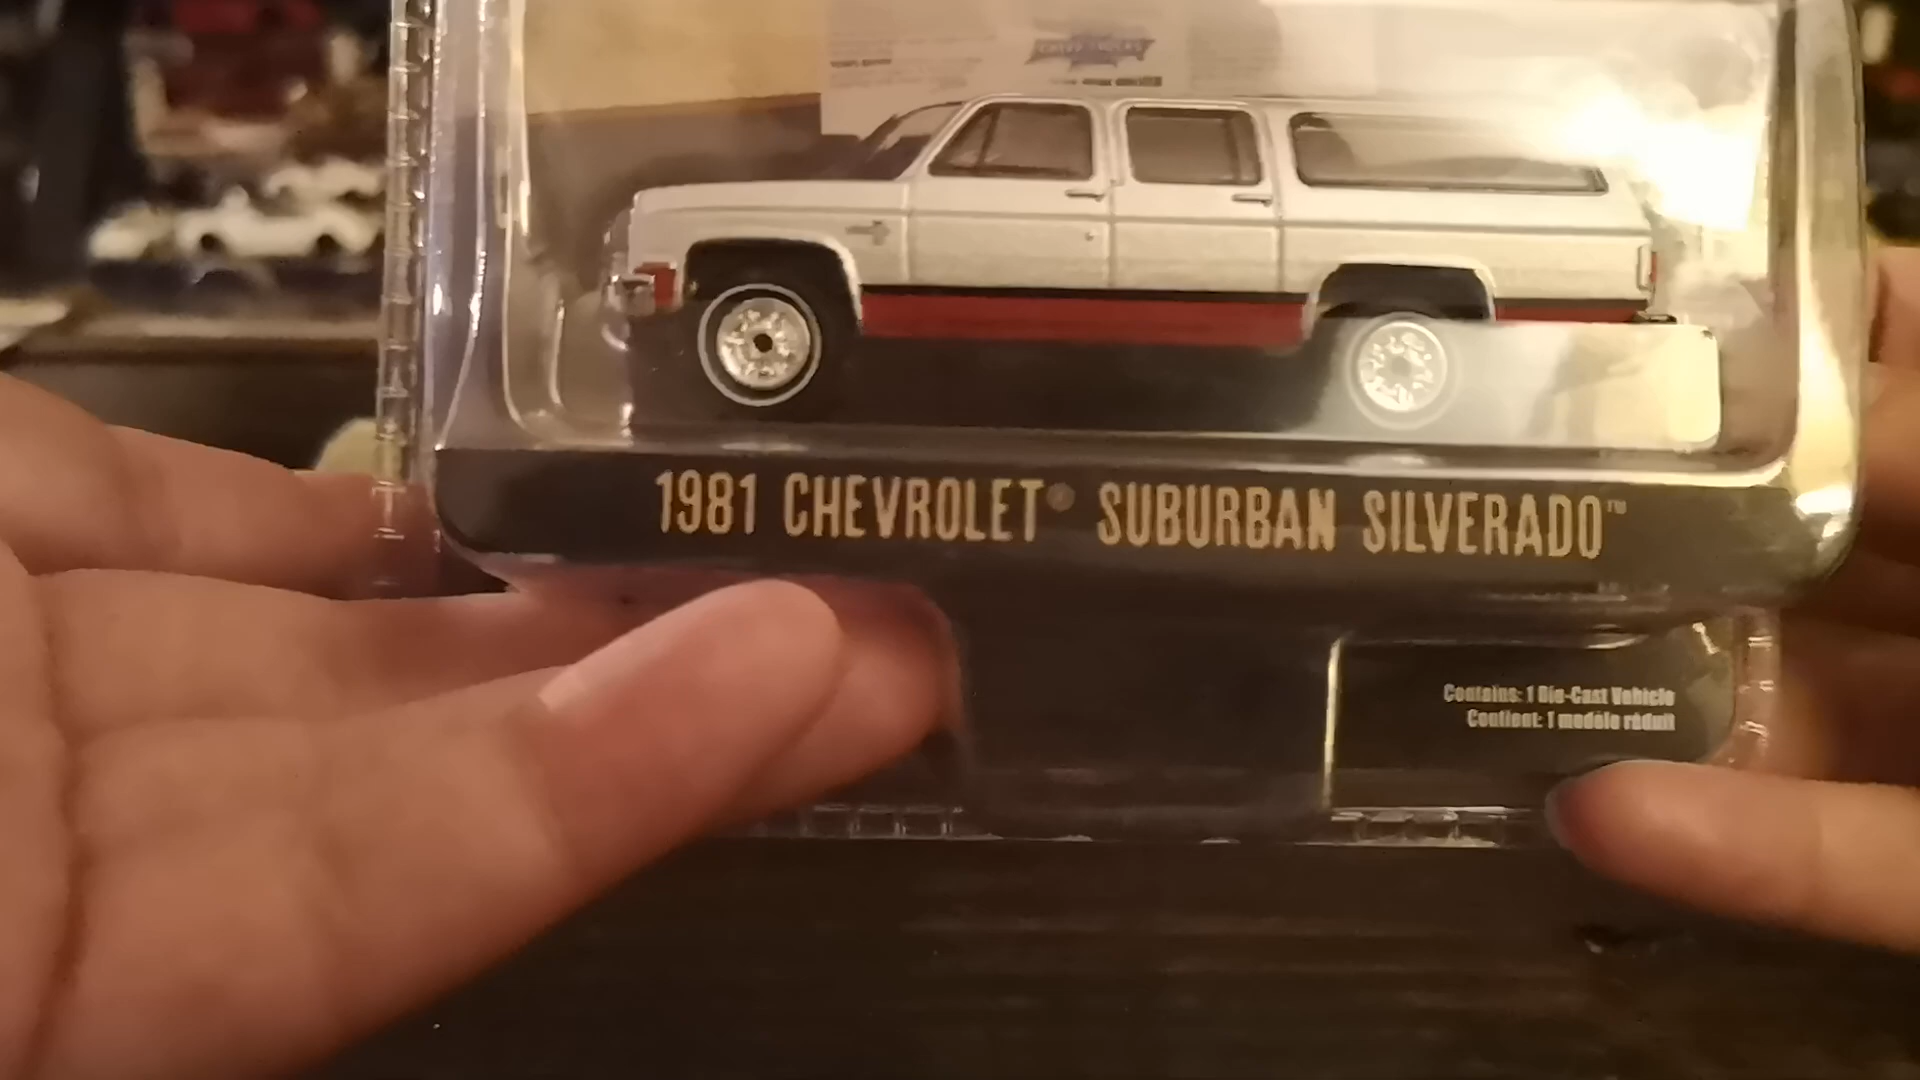 1981 CHEVROLET® SUBURBAN SILVERADO™
Contains: 1 Die-Cast Vehicle
Contient: 1 modèle réduit